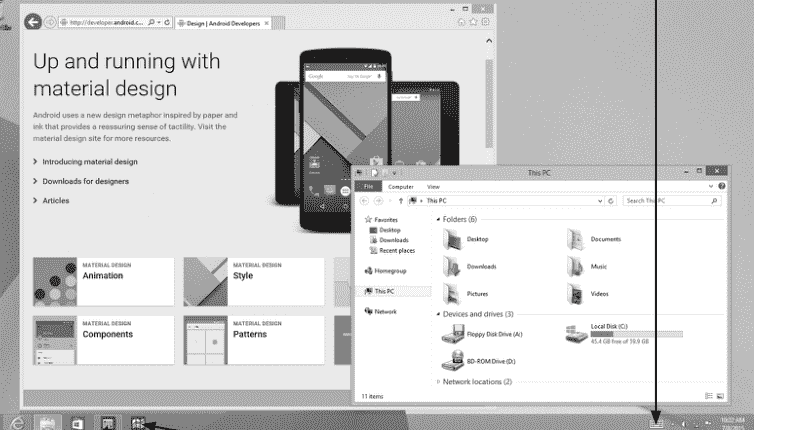 http://developer.android.c...
Design | Android Developers
Up and running with
material design
Android uses a new design metaphor inspired by paper and
ink that provides a reassuring sense of tactility. Visit the
material design site for more resources.
Introducing material design
Downloads for designers
Articles
MATERIAL DESIGN
Animation
MATERIAL DESIGN
Style
MATERIAL DESIGN
Components
MATERIAL DESIGN
Patterns
Google
This PC
File Computer View
This PC
Search This PC
Favorites
Desktop
Downloads
Recent places
Homegroup
This PC
Network
Folders (6)
Desktop
Documents
Downloads
Music
Pictures
Videos
Devices and drives (3)
Floppy Disk Drive (A:)
Local Disk (C:)
45.4 GB free of 59.9 GB
BD-ROM Drive (D:)
Network locations (2)
11 items